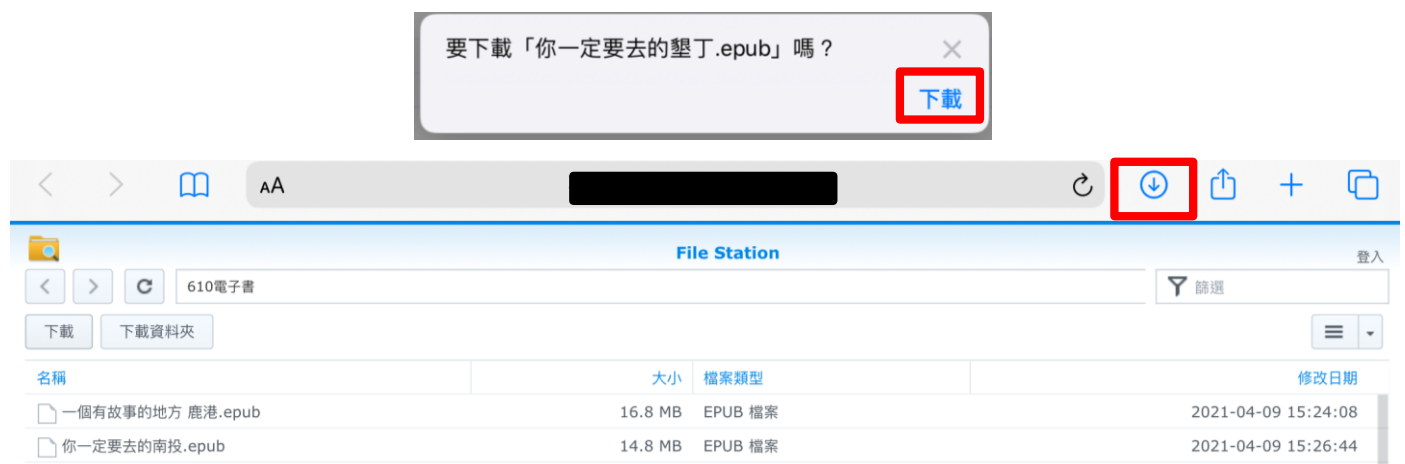 要下載「你一定要去的墾丁.epub」嗎？
下載
AA
File Station
登入
610電子書
篩選
下載 下載資料夾
名稱 大小 檔案類型 修改日期
一個有故事的地方 鹿港.epub 16.8 MB EPUB 檔案 2021-04-09 15:24:08
你一定要去的南投.epub 14.8 MB EPUB 檔案 2021-04-09 15:26:44